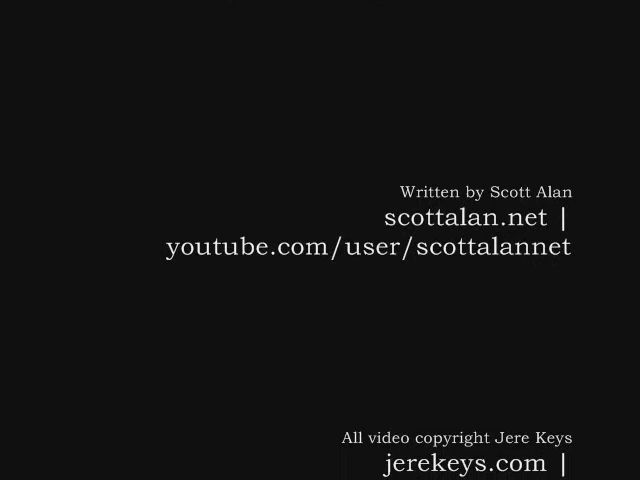 Written by Scott Alan
scottalan.net |
youtube.com/user/scottalannet
All video copyright Jere Keys
jerekeys.com |